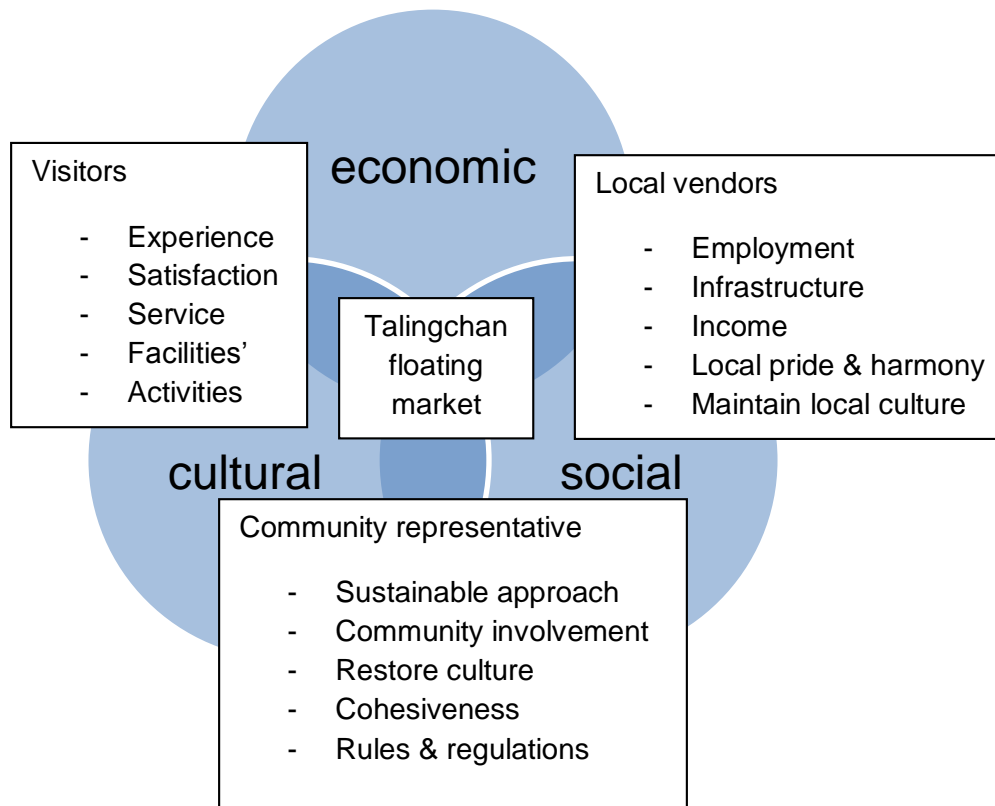 economic
Visitors
- Experience
- Satisfaction
- Service
- Facilities’
- Activities
Local vendors
- Employment
- Infrastructure
- Income
- Local pride & harmony
- Maintain local culture
Talingchan
floating
market
cultural
social
Community representative
- Sustainable approach
- Community involvement
- Restore culture
- Cohesiveness
- Rules & regulations